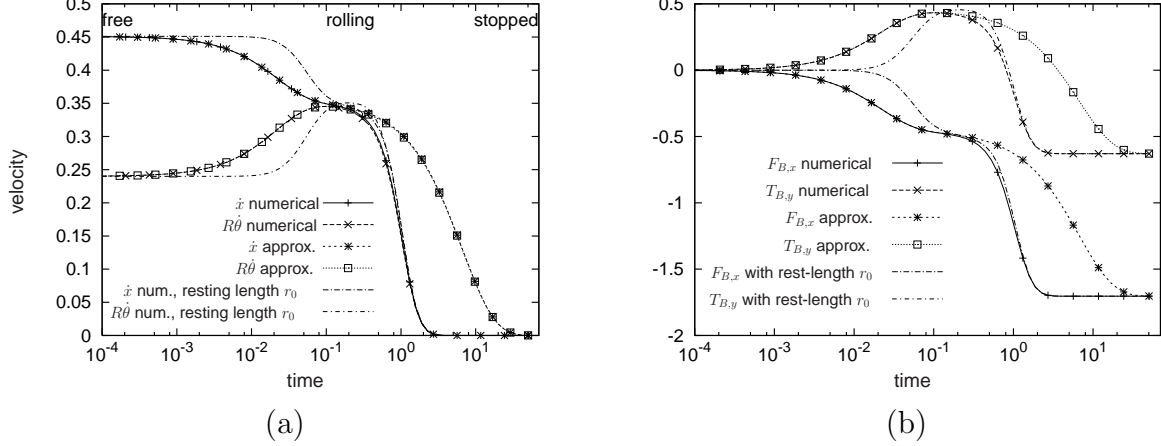 free rolling stopped
0.5
0.45
0.4
0.35
0.3
0.25
0.2
0.15
0.1
0.05
0
velocity
ẋ numerical
Rθ̇ numerical
ẋ approx.
Rθ̇ approx.
ẋ num., resting length r₀
Rθ̇ num., resting length r₀
10⁻⁴ 10⁻³ 10⁻² 10⁻¹ 10⁰ 10¹
time
(a)
0.5
0
-0.5
-1
-1.5
-2
F_{B,x} numerical
T_{B,y} numerical
F_{B,x} approx.
T_{B,y} approx.
F_{B,x} with rest-length r₀
T_{B,y} with rest-length r₀
10⁻⁴ 10⁻³ 10⁻² 10⁻¹ 10⁰ 10¹
time
(b)